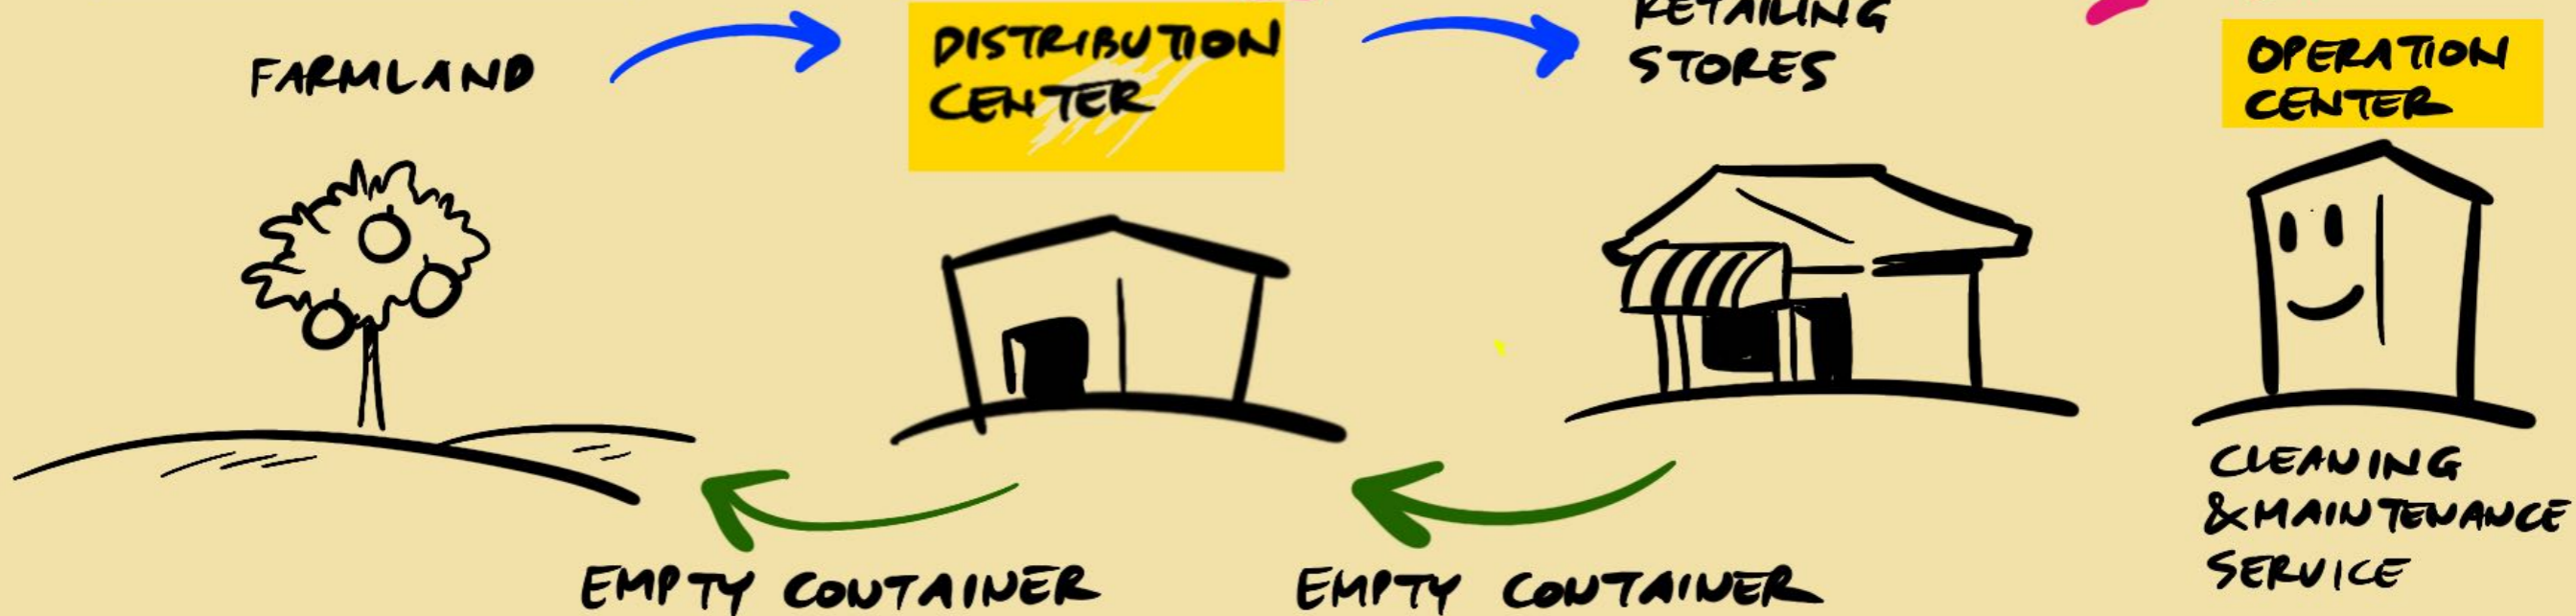 FARMLAND
DISTRIBUTION
CENTER
RETAILING
STORES
OPERATION
CENTER
CLEANING
&MAINTENANCE
SERVICE
EMPTY CONTAINER
EMPTY CONTAINER